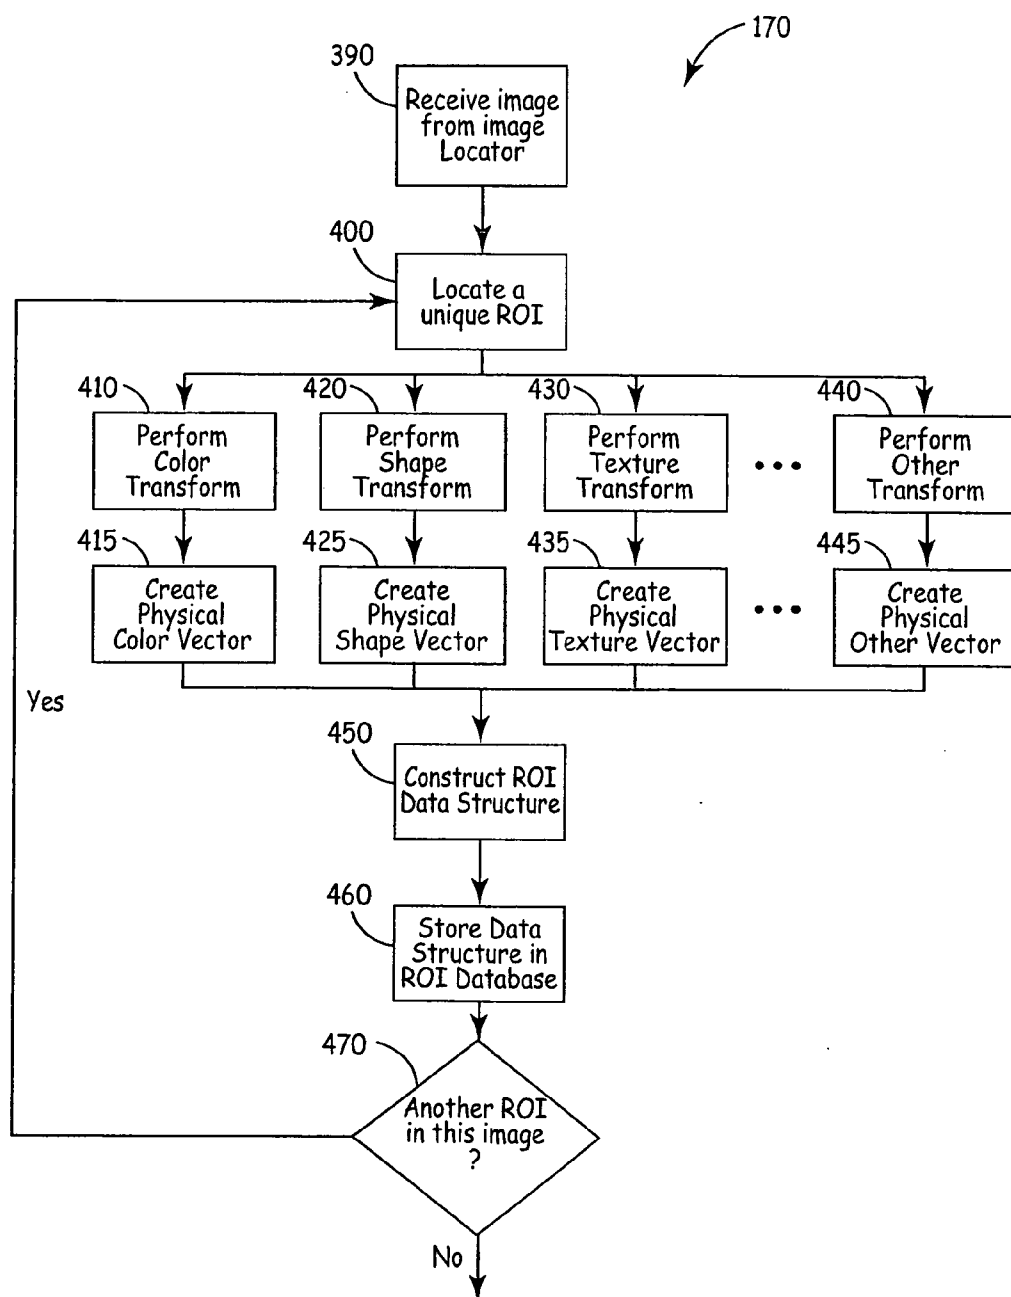 170
390
Receive image
from image
Locator
400
Locate a
unique ROI
410
Perform
Color
Transform
420
Perform
Shape
Transform
430
Perform
Texture
Transform
•••
440
Perform
Other
Transform
415
Create
Physical
Color Vector
425
Create
Physical
Shape Vector
435
Create
Physical
Texture Vector
•••
445
Create
Physical
Other Vector
Yes
450
Construct ROI
Data Structure
460
Store Data
Structure in
ROI Database
470
Another ROI
in this image
?
No